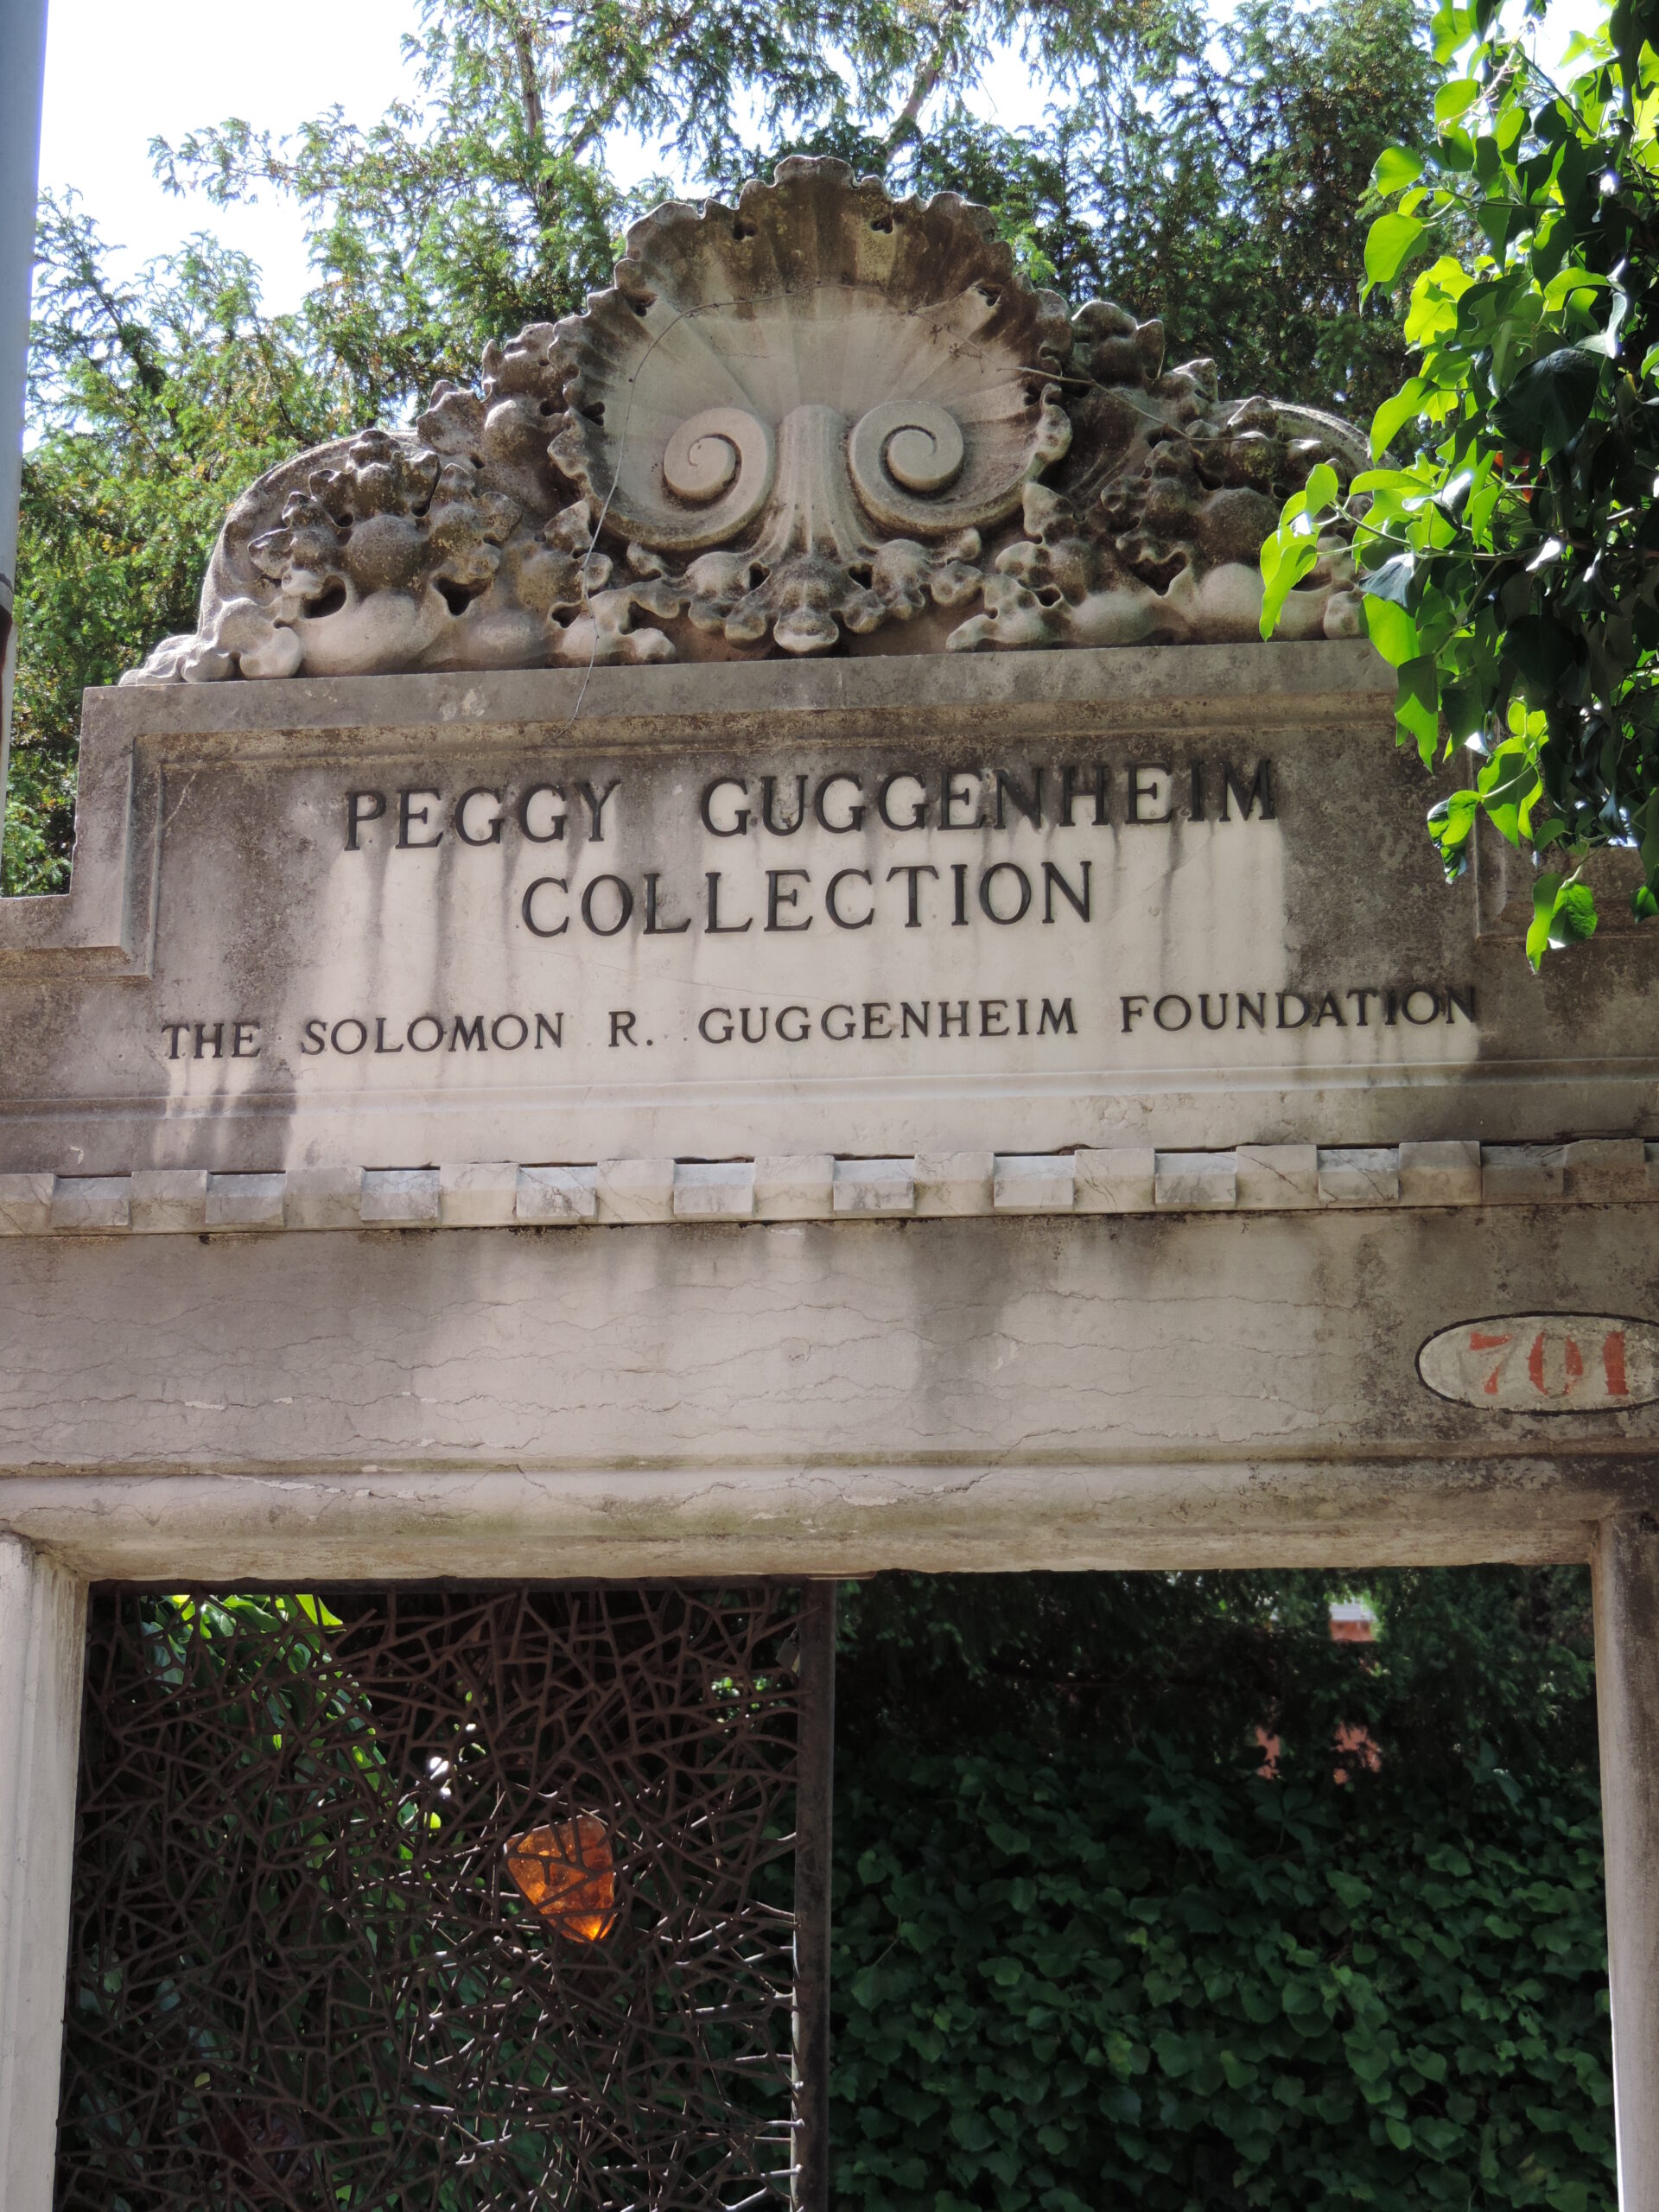 PEGGY GUGGENHEIM
COLLECTION
THE SOLOMON R. GUGGENHEIM FOUNDATION
701